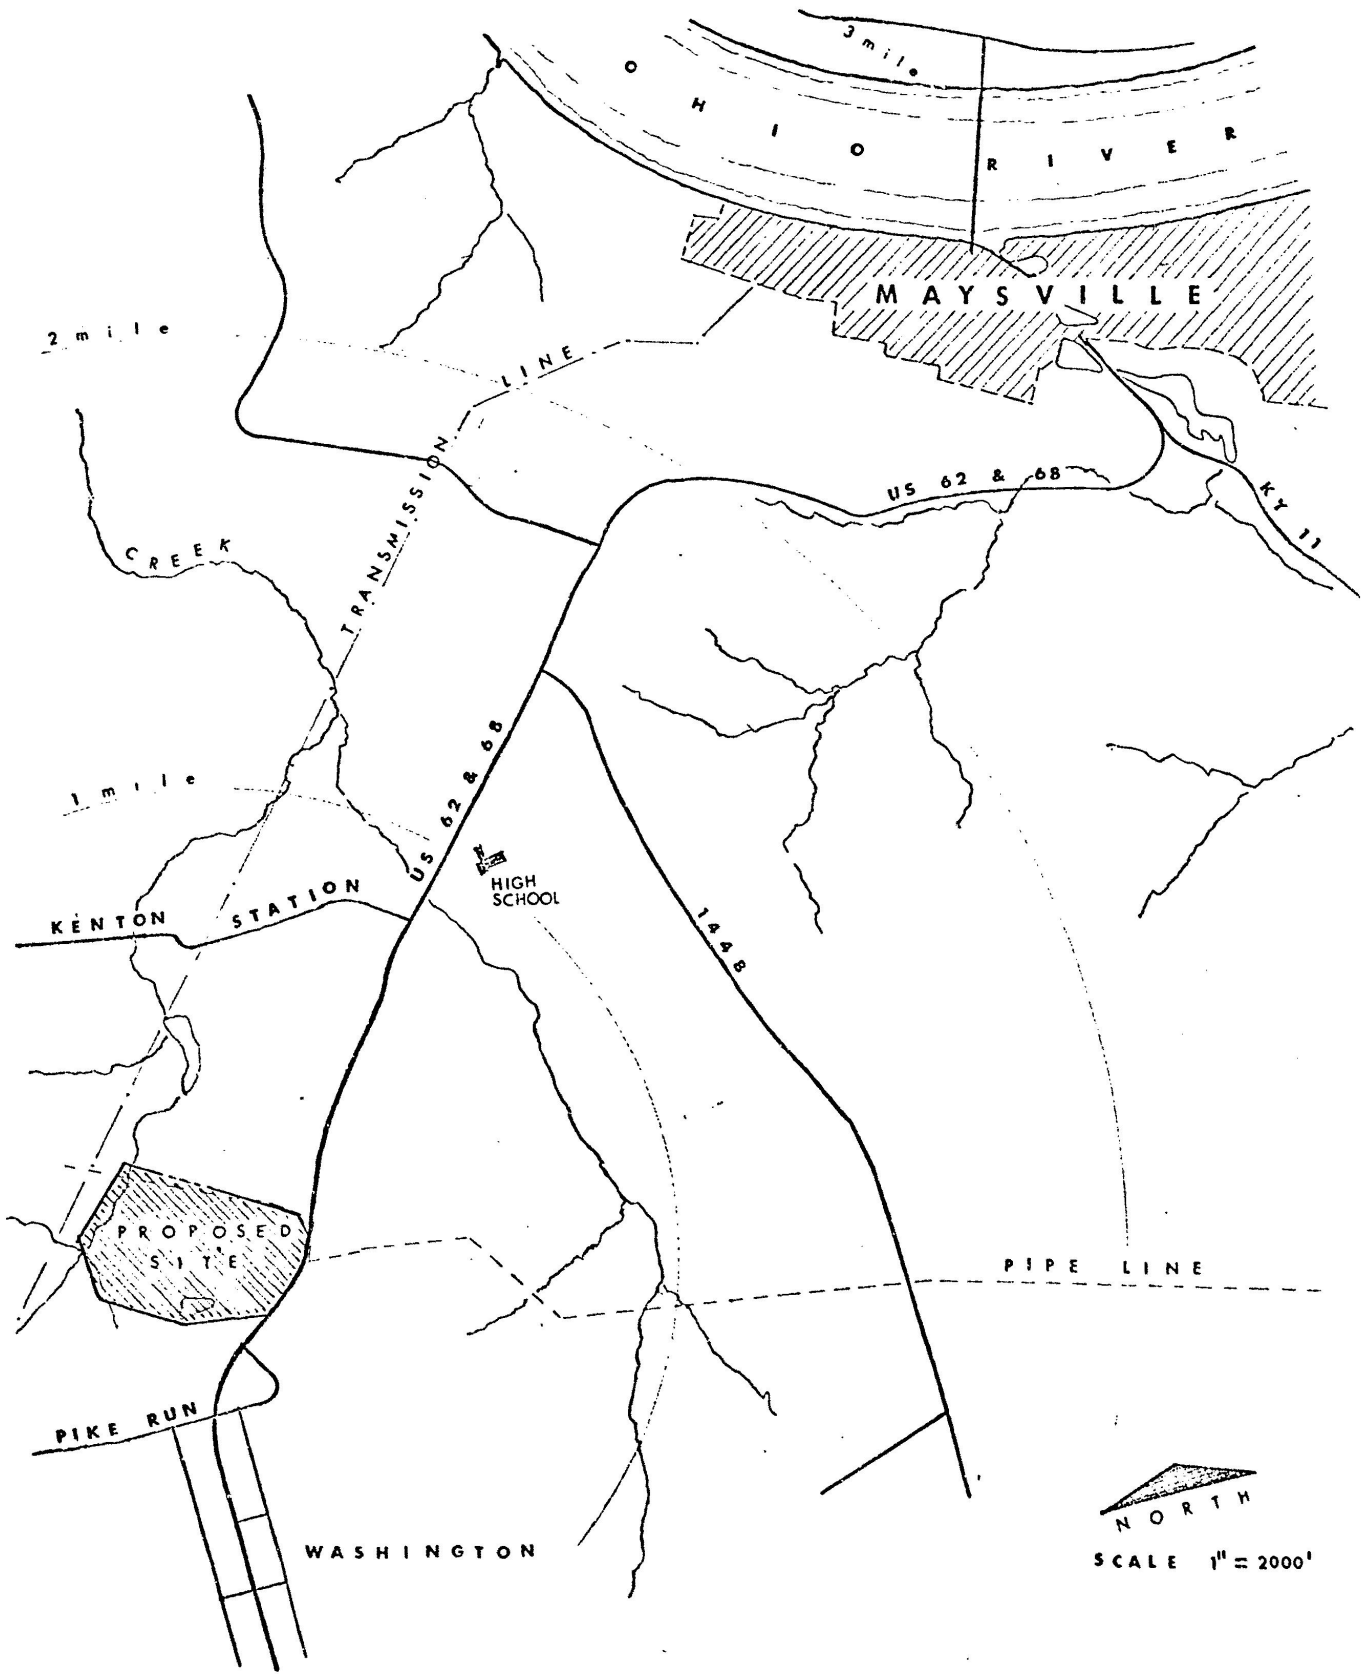 3 mile
OHIO RIVER
MAYSVILLE
2 mile
LINE
TRANSMISSION
US 62 & 68
KY 11
CREEK
US 62 & 68
1 mile
HIGH
SCHOOL
KENTON STATION
1448
PROPOSED
SITE
PIPE LINE
PIKE RUN
NORTH
WASHINGTON
SCALE 1" = 2000'